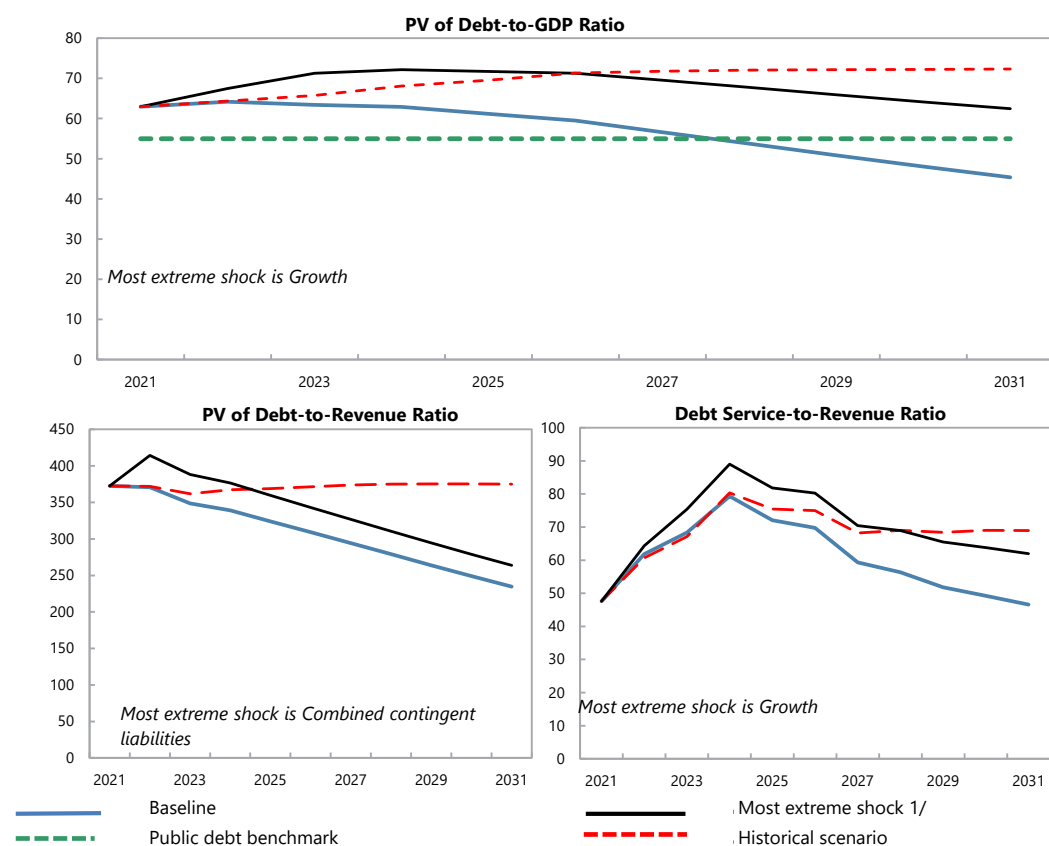 PV of Debt-to-GDP Ratio
80
70
60
50
40
30
20
10
0
Most extreme shock is Growth
2021 2023 2025 2027 2029 2031
PV of Debt-to-Revenue Ratio
450
400
350
300
250
200
150
100
50
0
Most extreme shock is Combined contingent
liabilities
2021 2023 2025 2027 2029 2031
Debt Service-to-Revenue Ratio
100
90
80
70
60
50
40
30
20
10
0
Most extreme shock is Growth
2021 2023 2025 2027 2029 2031
Baseline
Most extreme shock 1/
Public debt benchmark
Historical scenario